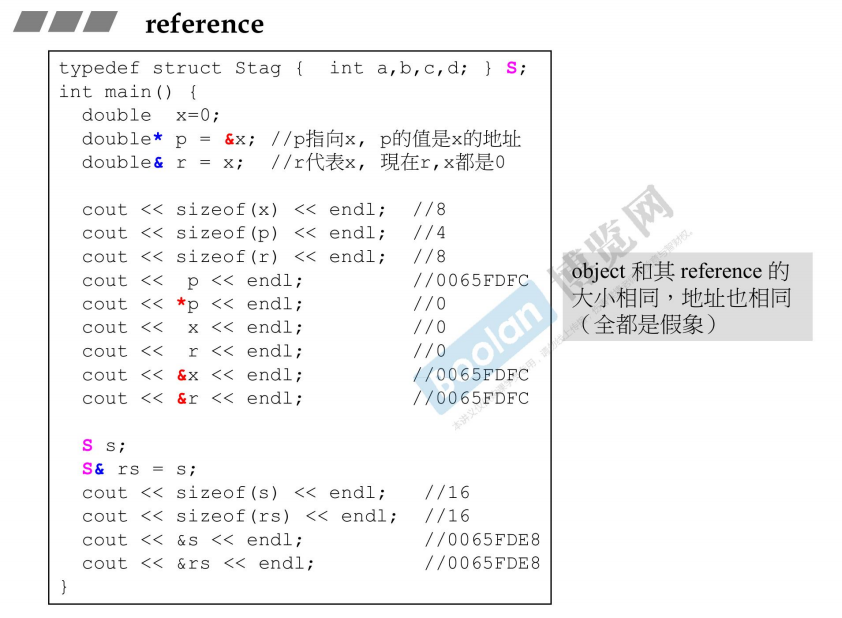 reference
typedef struct Stag {  int a,b,c,d; } S;
int main() {
  double  x=0;
  double* p = &x; //p指向x, p的值是x的地址
  double& r = x;  //r代表x, 現在r,x都是0
  cout << sizeof(x) << endl;  //8
  cout << sizeof(p) << endl;  //4
  cout << sizeof(r) << endl;  //8
  cout <<  p << endl;         //0065FDFC
  cout << *p << endl;         //0
  cout <<  x << endl;         //0
  cout <<  r << endl;         //0
  cout << &x << endl;         //0065FDFC
  cout << &r << endl;         //0065FDFC
  S s;
  S& rs = s;
  cout << sizeof(s) << endl;   //16
  cout << sizeof(rs) << endl;  //16
  cout << &s << endl;          //0065FDE8
  cout << &rs << endl;         //0065FDE8
}
object 和其 reference 的
大小相同，地址也相同
（全都是假象）
Boolan
博览网